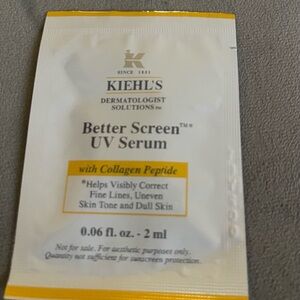 K
SINCE 1851
KIEHL'S
DERMATOLOGIST
SOLUTIONS™
Better Screen™*
UV Serum
with Collagen Peptide
*Helps Visibly Correct
Fine Lines, Uneven
Skin Tone and Dull Skin
0.06 fl. oz. - 2 ml
Not for sale. For aesthetic purposes only.
Quantity not sufficient for sunscreen protection.